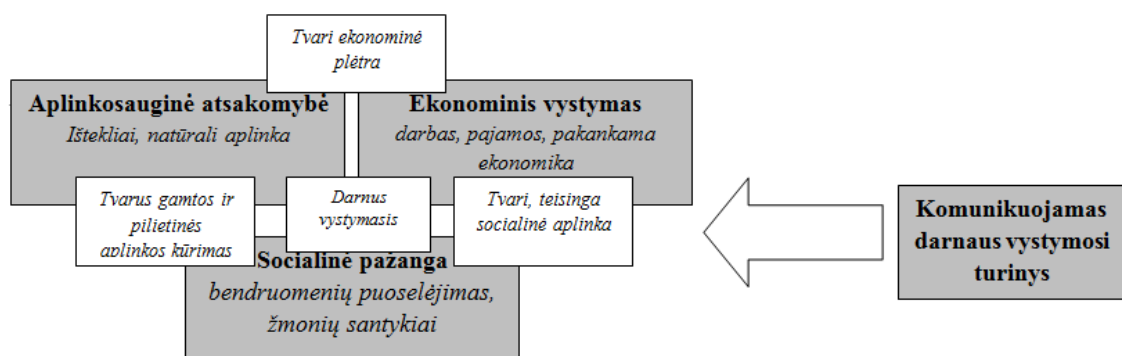 Tvari ekonominė
plėtra
Aplinkosauginė atsakomybė
Ištekliai, natūrali aplinka
Ekonominis vystymas
darbas, pajamos, pakankama
ekonomika
Tvarus gamtos ir
pilietinės
aplinkos kūrimas
Darnus
vystymasis
Tvari, teisinga
socialinė aplinka
Socialinė pažanga
bendruomenių puoselėjimas,
žmonių santykiai
Komunikuojamas
darnaus vystymosi
turinys